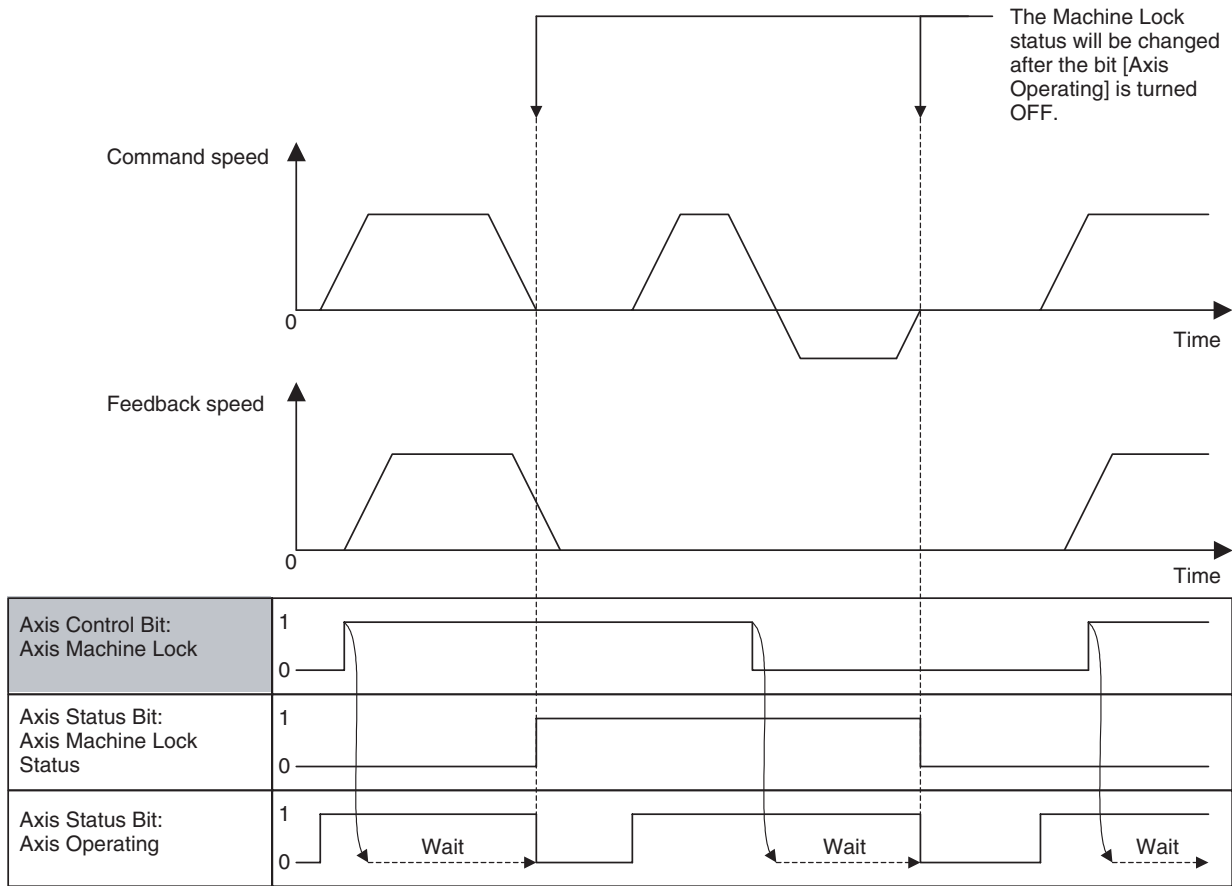 The Machine Lock
status will be changed
after the bit [Axis
Operating] is turned
OFF.
Command speed
0
Time
Feedback speed
0
Time
Axis Control Bit:
Axis Machine Lock
1
0
Axis Status Bit:
Axis Machine Lock
Status
1
0
Axis Status Bit:
Axis Operating
1
0
Wait
Wait
Wait